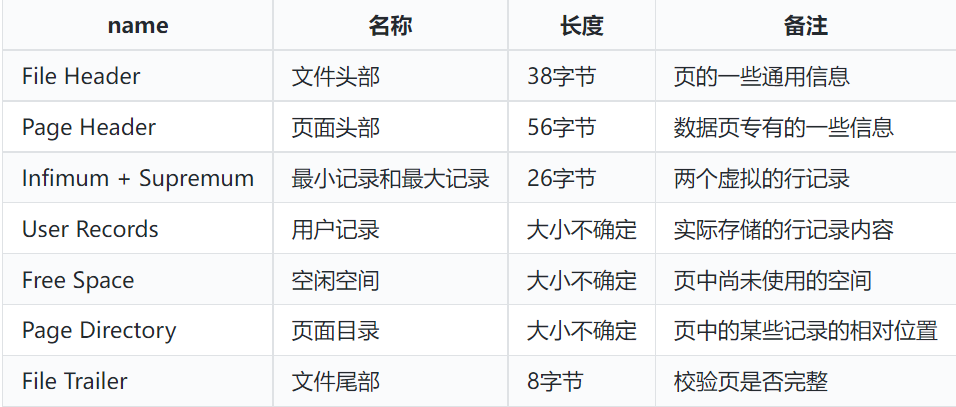 name 名称 长度 备注
File Header 文件头部 38字节 页的一些通用信息
Page Header 页面头部 56字节 数据页专有的一些信息
Infimum + Supremum 最小记录和最大记录 26字节 两个虚拟的行记录
User Records 用户记录 大小不确定 实际存储的行记录内容
Free Space 空闲空间 大小不确定 页中尚未使用的空间
Page Directory 页面目录 大小不确定 页中的某些记录的相对位置
File Trailer 文件尾部 8字节 校验页是否完整